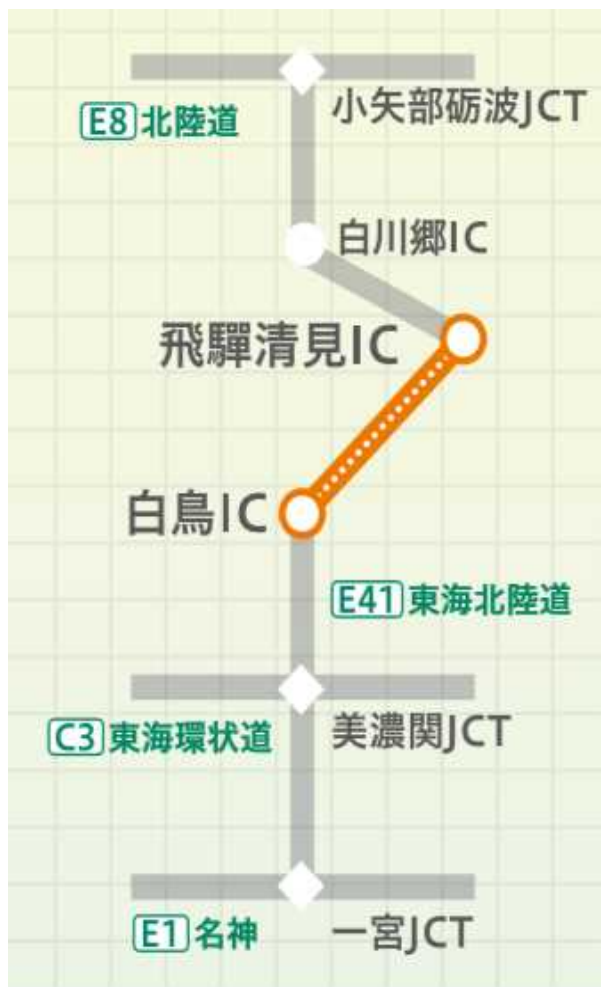 小矢部砺波JCT
E8 北陸道
白川郷IC
飛驒清見IC
白鳥IC
E41 東海北陸道
C3 東海環状道
美濃関JCT
E1 名神
一宮JCT